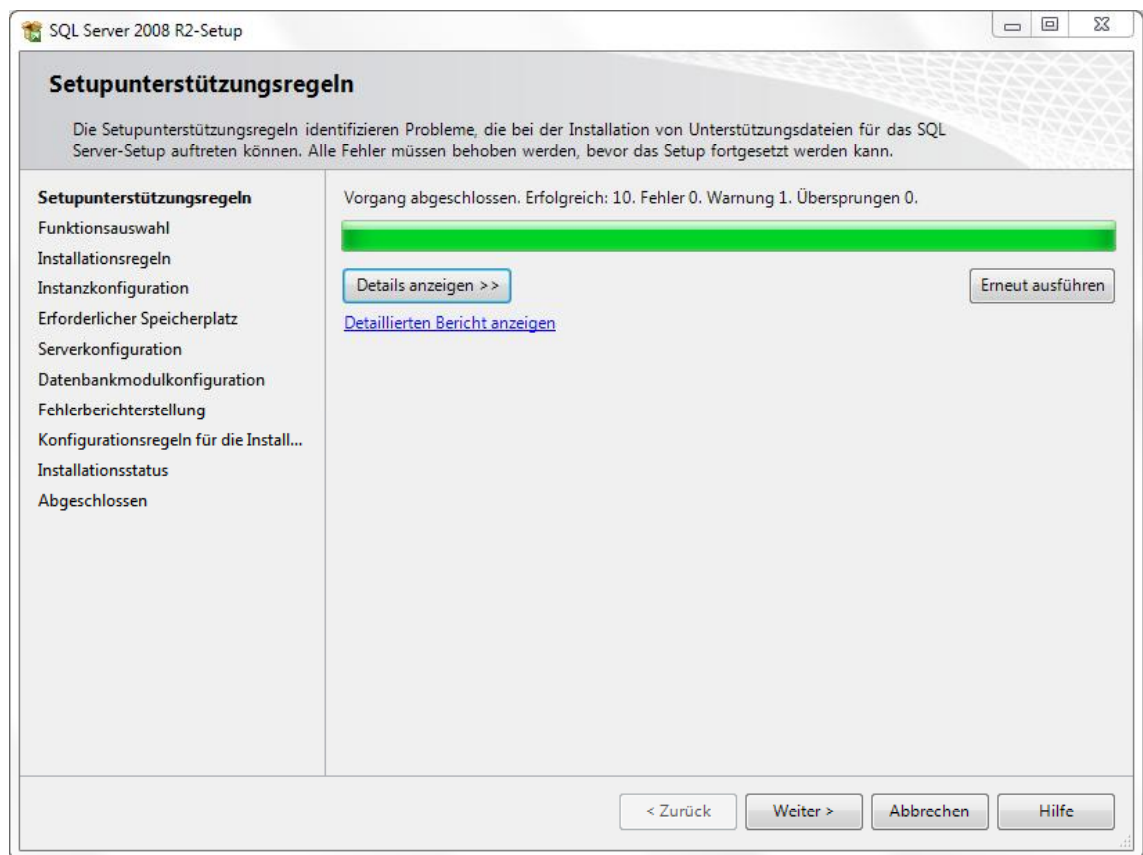 SQL Server 2008 R2-Setup
Setupunterstützungsregeln
Die Setupunterstützungsregeln identifizieren Probleme, die bei der Installation von Unterstützungsdateien für das SQL
Server-Setup auftreten können. Alle Fehler müssen behoben werden, bevor das Setup fortgesetzt werden kann.
Setupunterstützungsregeln
Funktionsauswahl
Installationsregeln
Instanzkonfiguration
Erforderlicher Speicherplatz
Serverkonfiguration
Datenbankmodulkonfiguration
Fehlerberichterstellung
Konfigurationsregeln für die Install...
Installationsstatus
Abgeschlossen
Vorgang abgeschlossen. Erfolgreich: 10. Fehler 0. Warnung 1. Übersprungen 0.
Details anzeigen >>
Erneut ausführen
Detaillierten Bericht anzeigen
< Zurück
Weiter >
Abbrechen
Hilfe